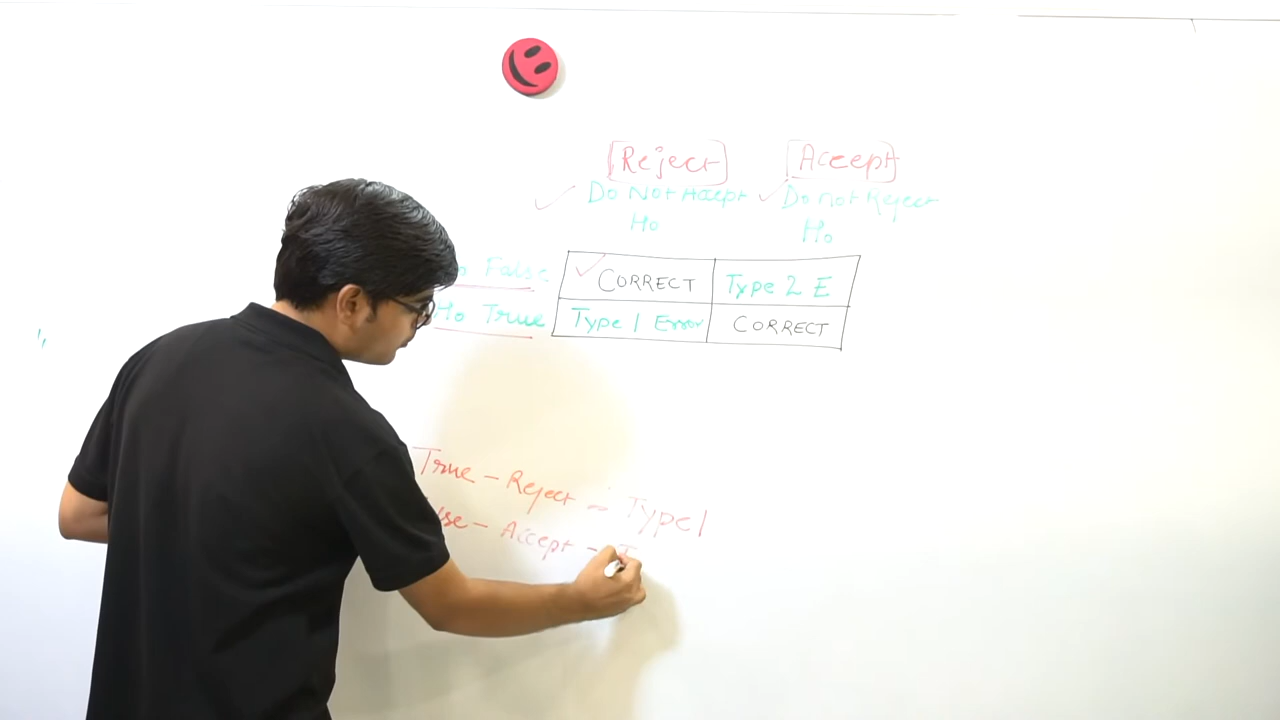 Reject Accept
Do Not Accept Do not Reject
Ho Ho
False CORRECT Type 2 E
Ho True Type 1 Error CORRECT
True - Reject = Type 1
- Accept - T